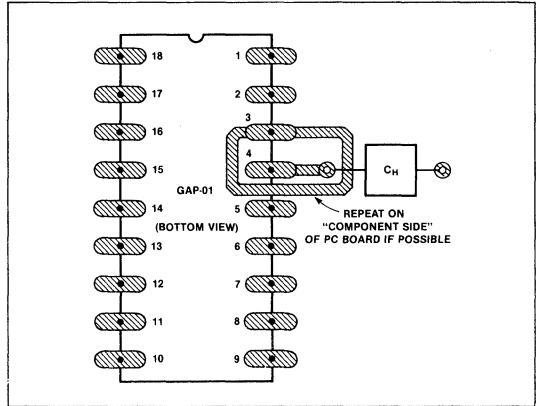 18 1
17 2
16 3
15 4
GAP-01
CH
14 5
(BOTTOM VIEW)
REPEAT ON
"COMPONENT SIDE"
OF PC BOARD IF POSSIBLE
13 6
12 7
11 8
10 9